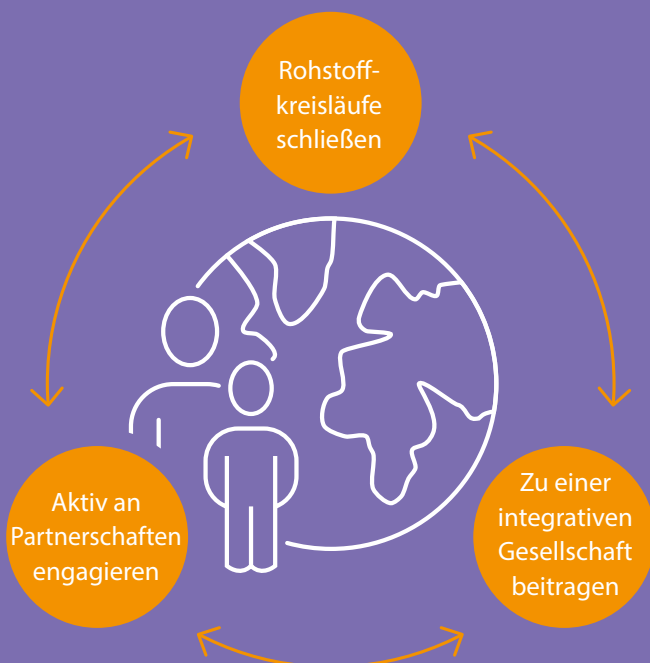 Rohstoff-
kreisläufe
schließen
Aktiv an
Partnerschaften
engagieren
Zu einer
integrativen
Gesellschaft
beitragen